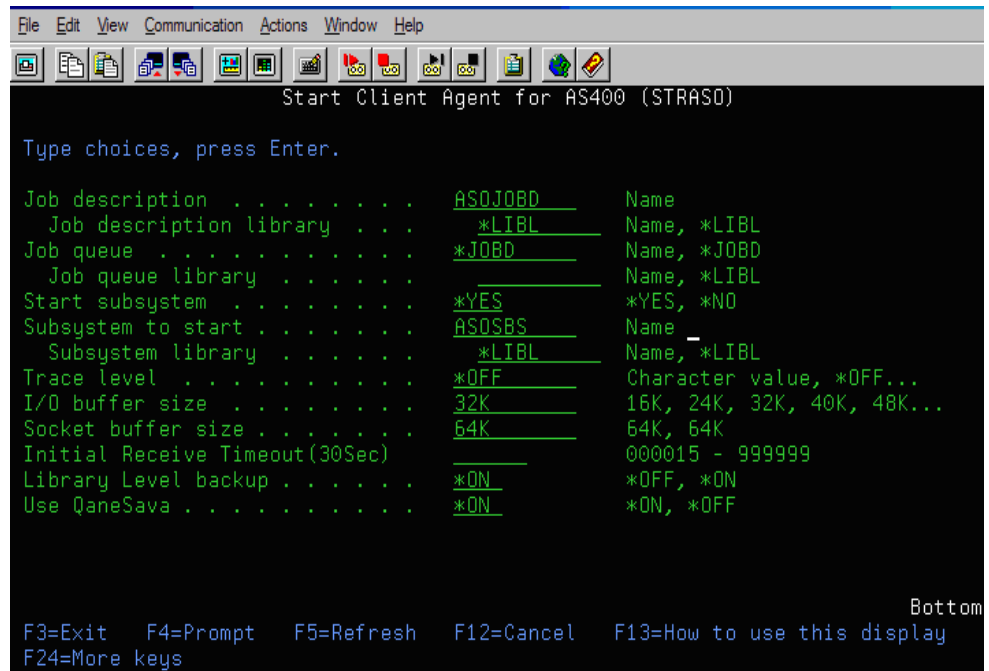 File Edit View Communication Actions Window Help
Start Client Agent for AS400 (STRASO)
Type choices, press Enter.
Job description . . . . . . . . ASOJOBD Name
Job description library . . . *LIBL Name, *LIBL
Job queue . . . . . . . . . . . *JOBD Name, *JOBD
Job queue library . . . . . . Name, *LIBL
Start subsystem . . . . . . . . *YES *YES, *NO
Subsystem to start . . . . . . . ASOSBS Name _
Subsystem library . . . . . . *LIBL Name, *LIBL
Trace level . . . . . . . . . . *OFF Character value, *OFF...
I/O buffer size . . . . . . . . 32K 16K, 24K, 32K, 40K, 48K...
Socket buffer size . . . . . . . 64K 64K, 64K
Initial Receive Timeout(30Sec) 000015 - 999999
Library Level backup . . . . . . *ON *OFF, *ON
Use QaneSava . . . . . . . . . . *ON *ON, *OFF
Bottom
F3=Exit F4=Prompt F5=Refresh F12=Cancel F13=How to use this display
F24=More keys